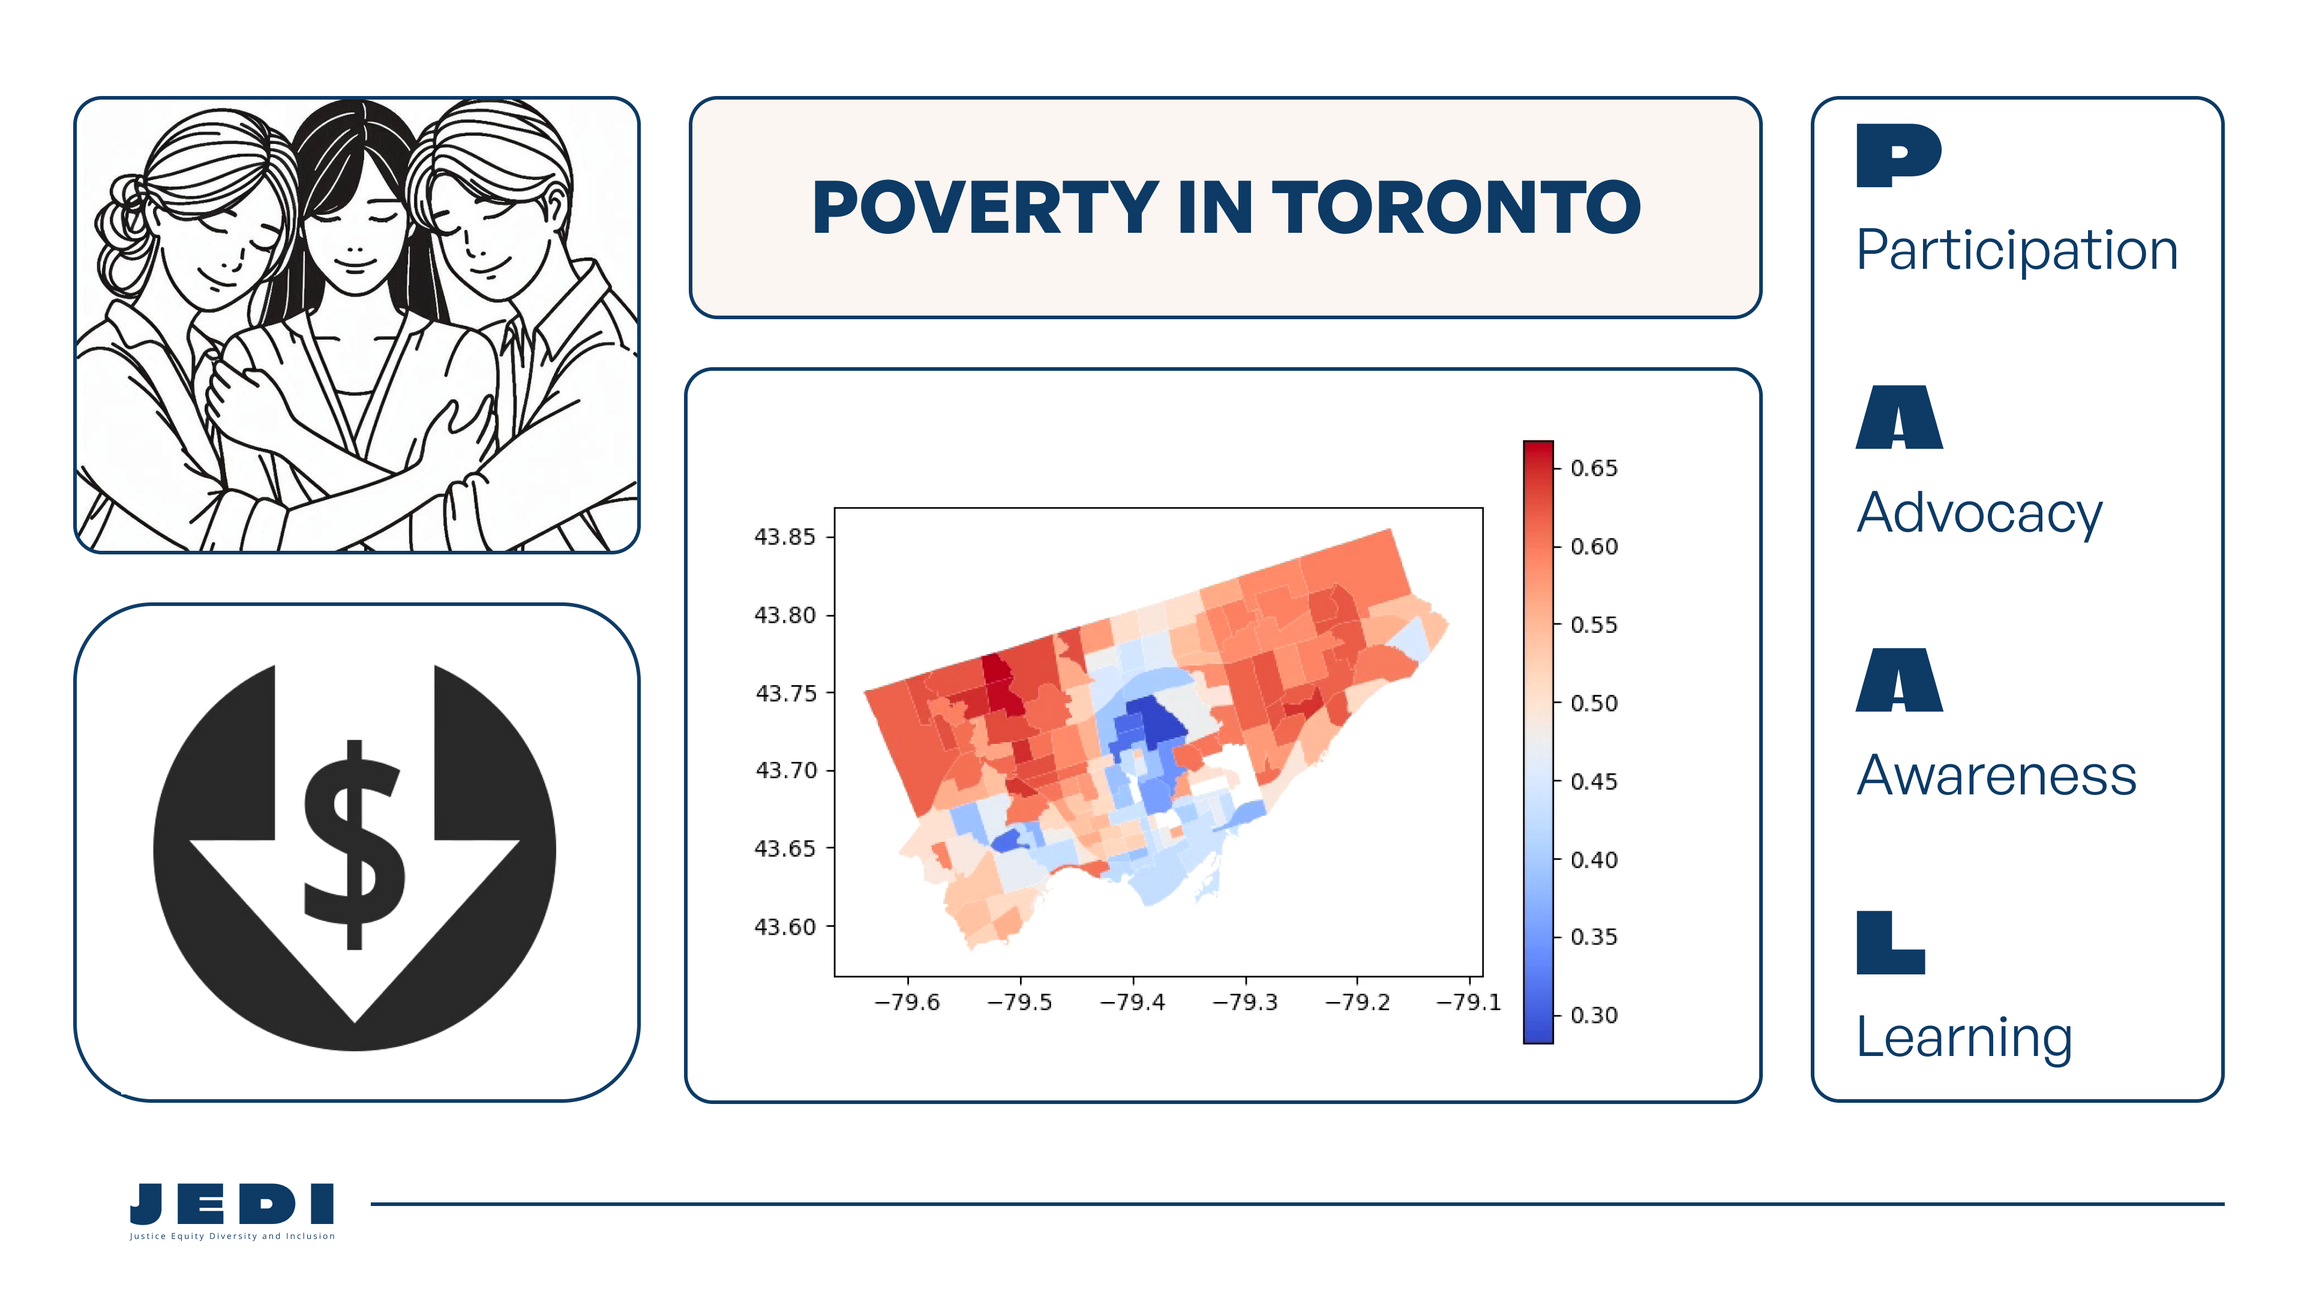 POVERTY IN TORONTO
43.85
43.80
43.75
43.70
43.65
43.60
−79.6 −79.5 −79.4 −79.3 −79.2 −79.1
0.65
0.60
0.55
0.50
0.45
0.40
0.35
0.30
$
P
Participation
A
Advocacy
A
Awareness
L
Learning
JEDI
Justice Equity Diversity and Inclusion